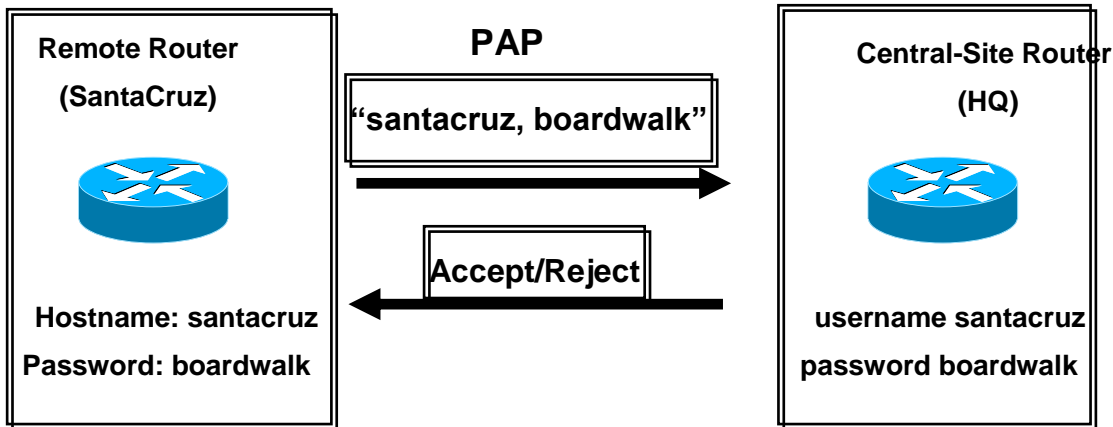 Remote Router
(SantaCruz)
Hostname: santacruz
Password: boardwalk
PAP
“santacruz, boardwalk”
Accept/Reject
Central-Site Router
(HQ)
username santacruz
password boardwalk